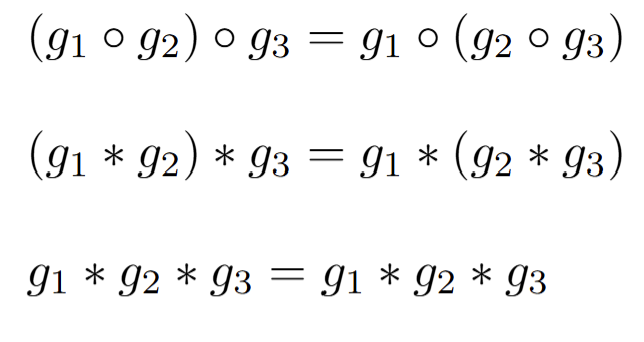 (g₁ ∘ g₂) ∘ g₃ = g₁ ∘ (g₂ ∘ g₃)
(g₁ * g₂) * g₃ = g₁ * (g₂ * g₃)
g₁ * g₂ * g₃ = g₁ * g₂ * g₃